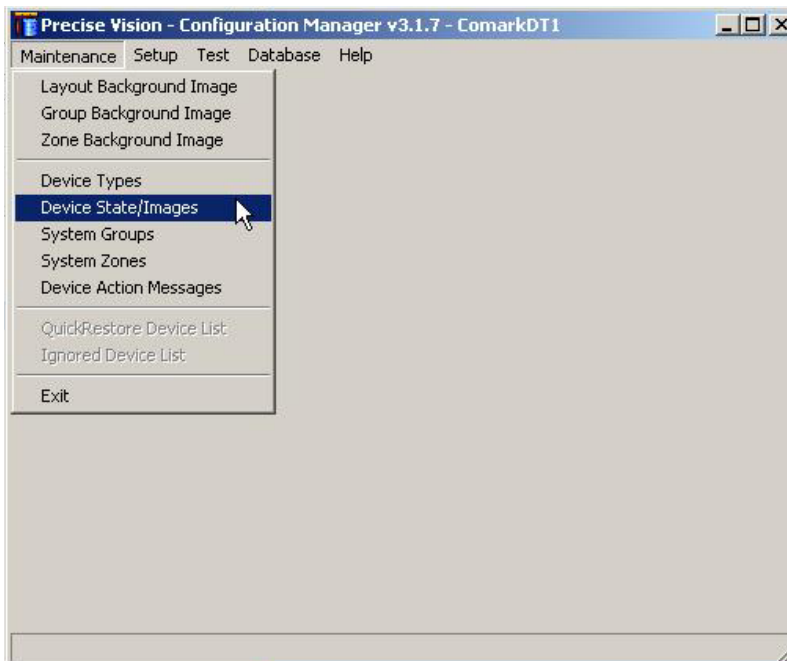 Precise Vision - Configuration Manager v3.1.7 - ComarkDT1
Maintenance Setup Test Database Help
Layout Background Image
Group Background Image
Zone Background Image
Device Types
Device State/Images
System Groups
System Zones
Device Action Messages
QuickRestore Device List
Ignored Device List
Exit